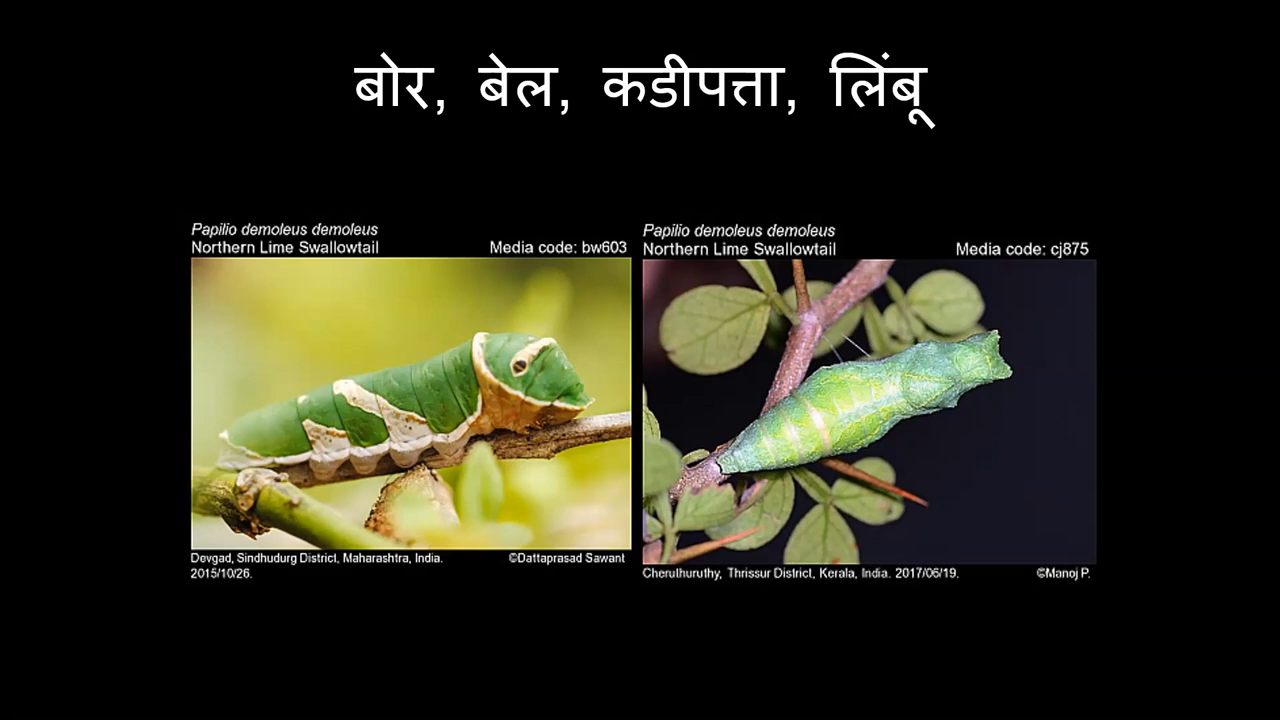 बोर, बेल, कडीपत्ता, लिंबू
Papilio demoleus demoleus
Northern Lime Swallowtail Media code: bw603
Devgad, Sindhudurg District, Maharashtra, India. ©Dattaprasad Sawant
2015/10/26.
Papilio demoleus demoleus
Northern Lime Swallowtail Media code: cj875
Cheruthuruthy, Thrissur District, Kerala, India. 2017/06/19. ©Manoj P.